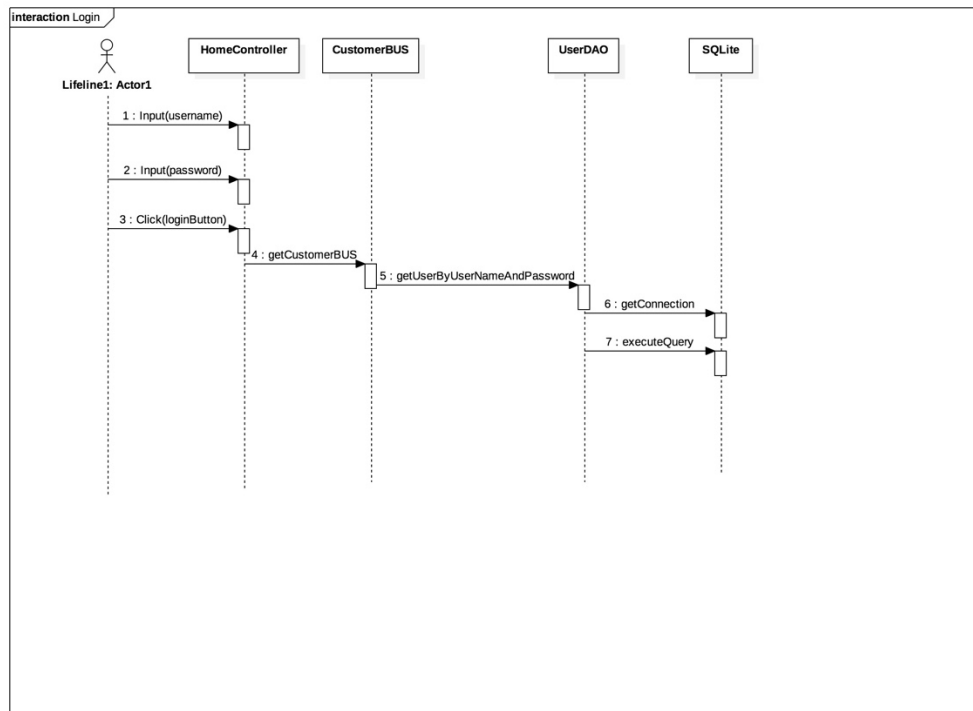 interaction Login
HomeController
CustomerBUS
UserDAO
SQLite
Lifeline1: Actor1
1 : Input(username)
2 : Input(password)
3 : Click(loginButton)
4 : getCustomerBUS
5 : getUserByUserNameAndPassword
6 : getConnection
7 : executeQuery